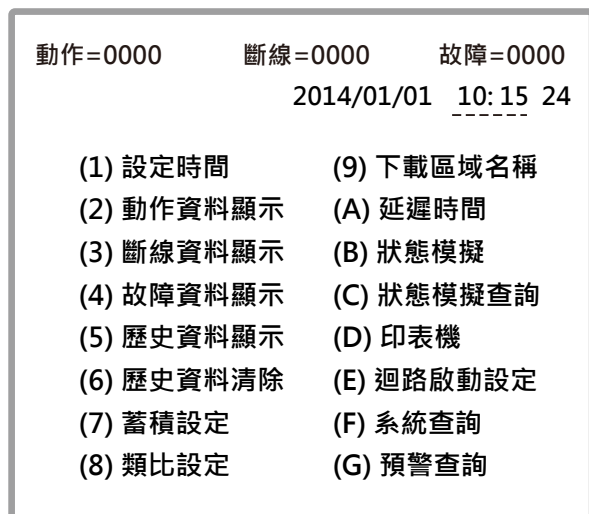 動作=0000 斷線=0000 故障=0000
2014/01/01 10:15 24
(1) 設定時間 (9) 下載區域名稱
(2) 動作資料顯示 (A) 延遲時間
(3) 斷線資料顯示 (B) 狀態模擬
(4) 故障資料顯示 (C) 狀態模擬查詢
(5) 歷史資料顯示 (D) 印表機
(6) 歷史資料清除 (E) 迴路啟動設定
(7) 蓄積設定 (F) 系統查詢
(8) 類比設定 (G) 預警查詢